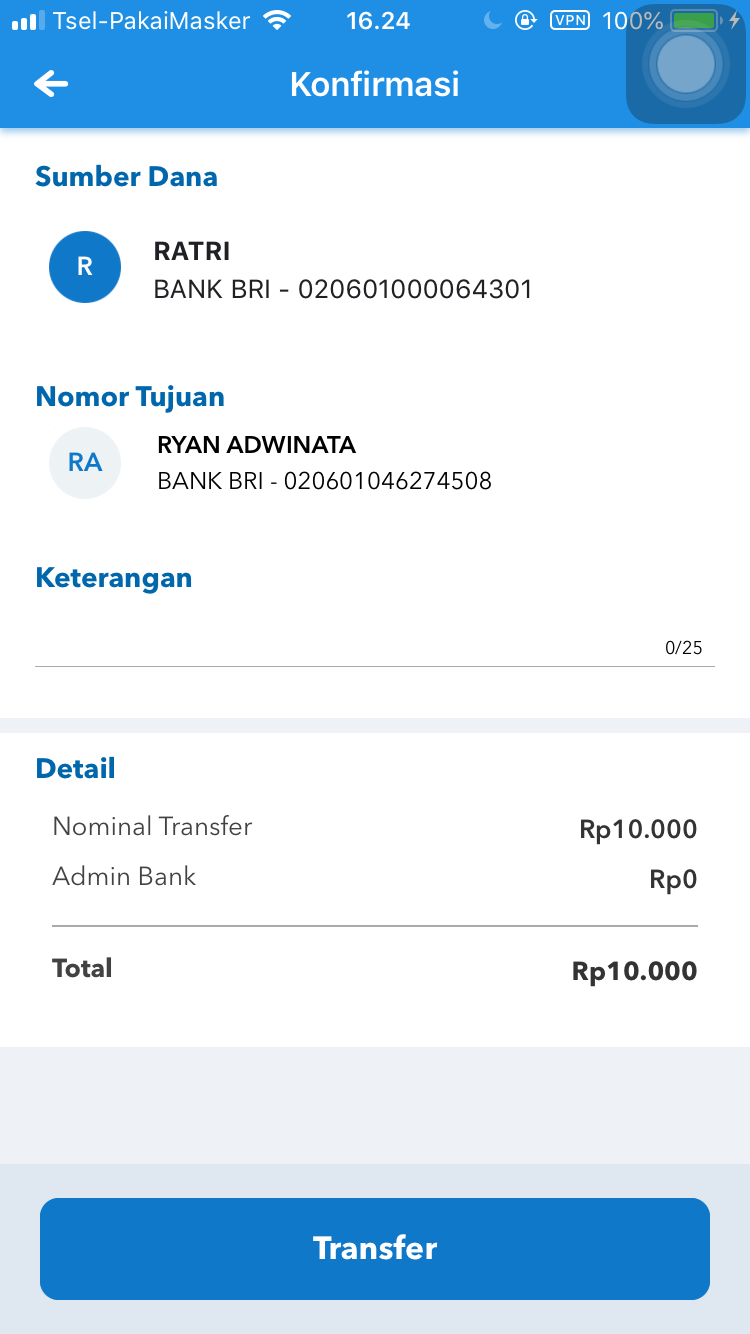 Tsel-PakaiMasker 16.24 VPN 100%
Konfirmasi
Sumber Dana
R
RATRI
BANK BRI - 020601000064301
Nomor Tujuan
RA
RYAN ADWINATA
BANK BRI - 020601046274508
Keterangan
0/25
Detail
Nominal Transfer Rp10.000
Admin Bank Rp0
Total Rp10.000
Transfer